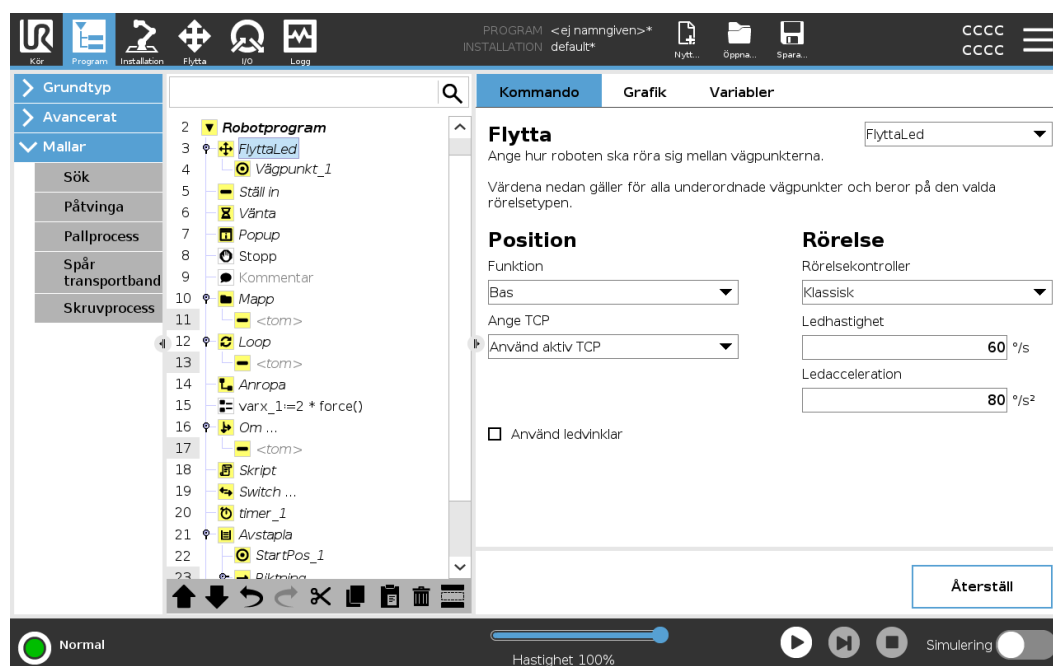 Kör
Program
Installation
Flytta
I/O
Logg
PROGRAM <ej namngiven>*
INSTALLATION default*
Nytt...
Öppna...
Spara...
CCCC
CCCC
Grundtyp
Avancerat
Mallar
Sök
Påtvinga
Pallprocess
Spår
transportband
Skruvprocess
2 Robotprogram
3 FlyttaLed
4 Vägpunkt_1
5 Ställ in
6 Vänta
7 Popup
8 Stopp
9 Kommentar
10 Mapp
11 <tom>
12 Loop
13 <tom>
14 Anropa
15 varx_1:=2 * force()
16 Om ...
17 <tom>
18 Skript
19 Switch ...
20 timer_1
21 Avstapla
22 StartPos_1
23 Riktning
Kommando
Grafik
Variabler
Flytta
FlyttaLed
Ange hur roboten ska röra sig mellan vägpunkterna.
Värdena nedan gäller för alla underordnade vägpunkter och beror på den valda
rörelsetypen.
Position
Funktion
Bas
Ange TCP
Använd aktiv TCP
Använd ledvinklar
Rörelse
Rörelsekontroller
Klassisk
Ledhastighet
60 °/s
Ledacceleration
80 °/s²
Återställ
Normal
Hastighet 100%
Simulering